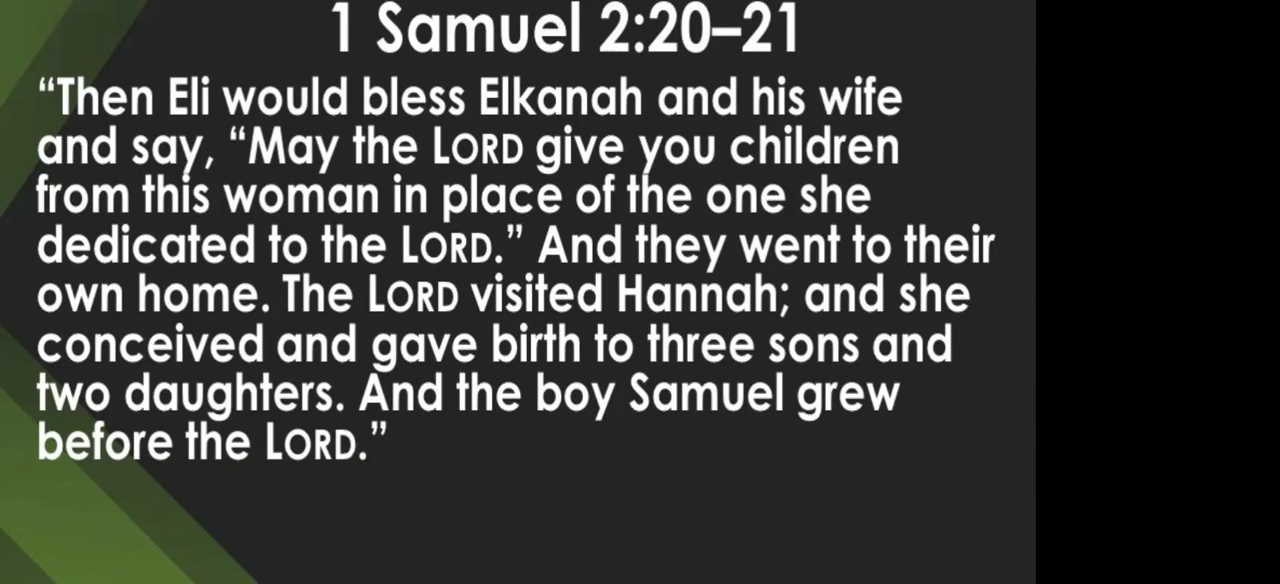 1 Samuel 2:20–21
“Then Eli would bless Elkanah and his wife
and say, “May the LORD give you children
from this woman in place of the one she
dedicated to the LORD.” And they went to their
own home. The LORD visited Hannah; and she
conceived and gave birth to three sons and
two daughters. And the boy Samuel grew
before the LORD.”